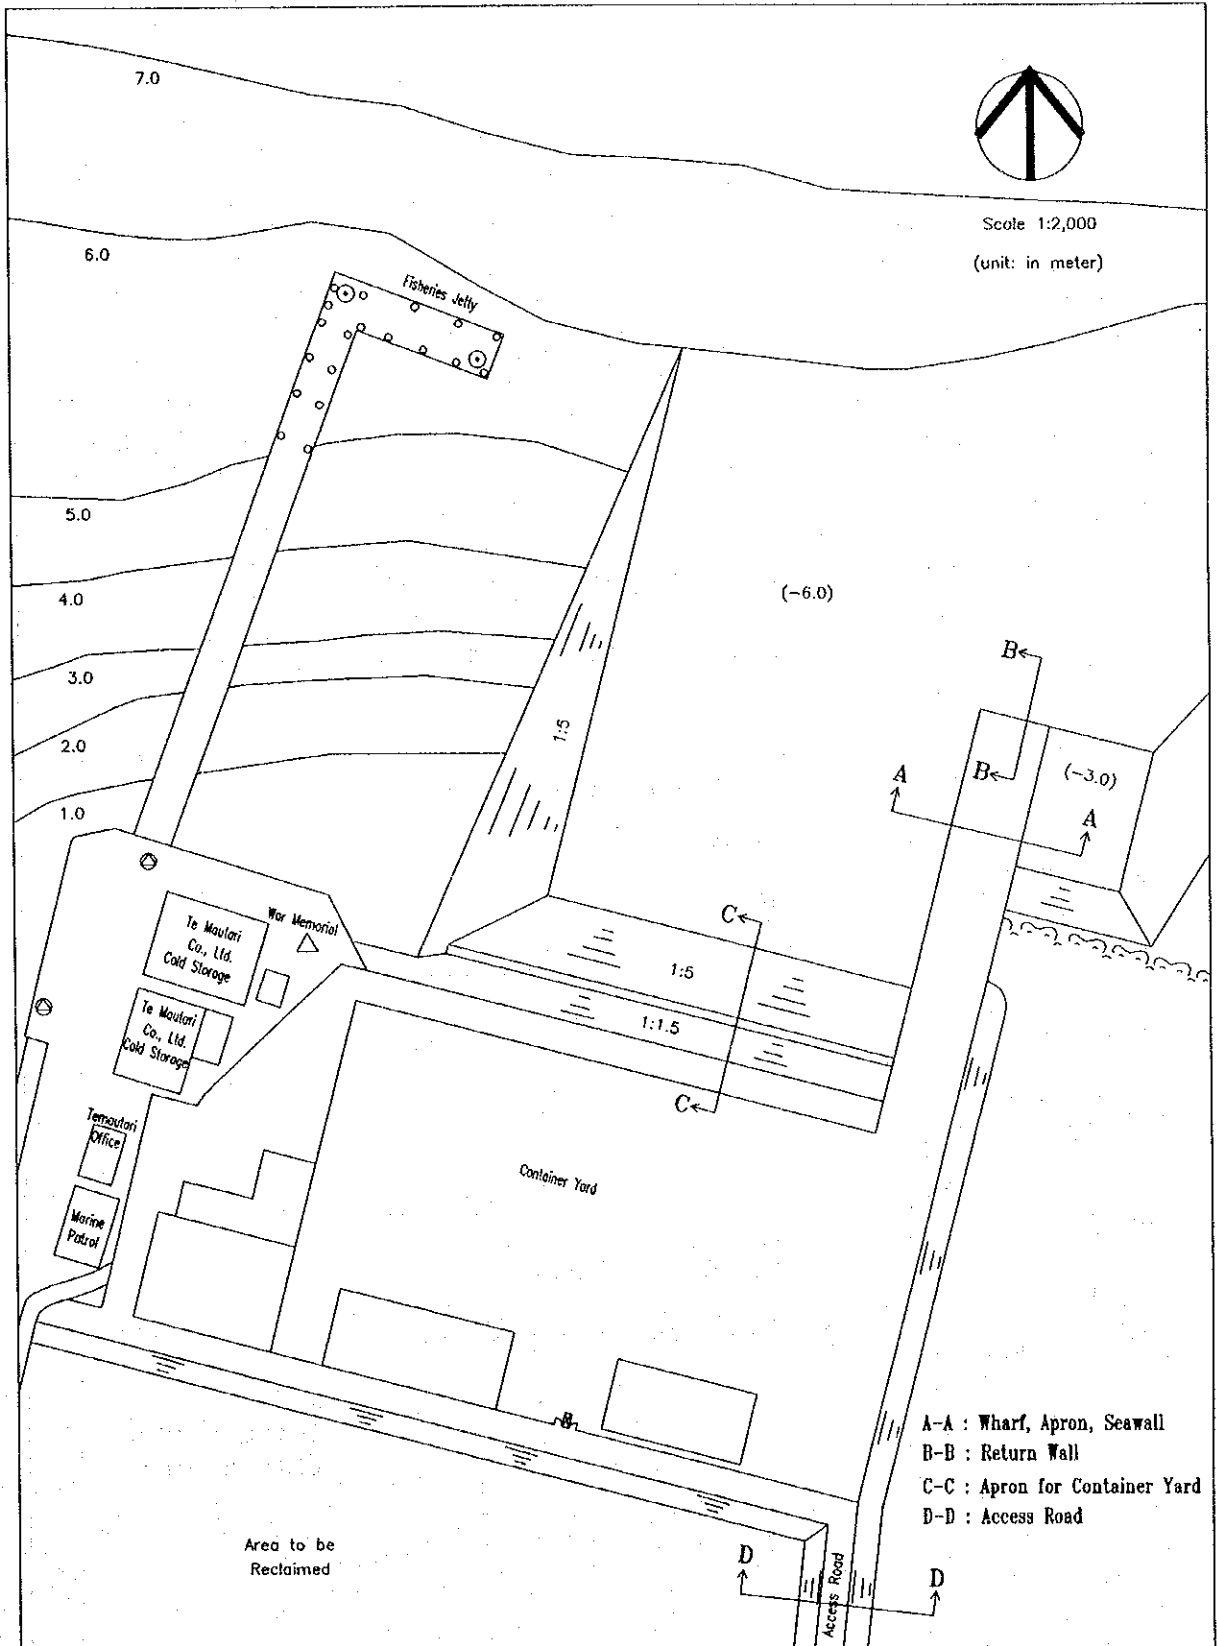 7.0
Scale 1:2,000
(unit: in meter)
6.0
Fisheries Jetty
5.0
4.0
(-6.0)
3.0
B
2.0
1:5
A
B
(-3.0)
1.0
A
War Memorial
Te Mautari
Co., Ltd.
Cold Storage
C
1:5
1:1.5
Te Mautari
Co., Ltd.
Cold Storage
C
Temautari
Office
Container Yard
Marine
Patrol
A-A : Wharf, Apron, Seawall
B-B : Return Wall
C-C : Apron for Container Yard
D-D : Access Road
Area to be
Reclaimed
D
D
Access Road